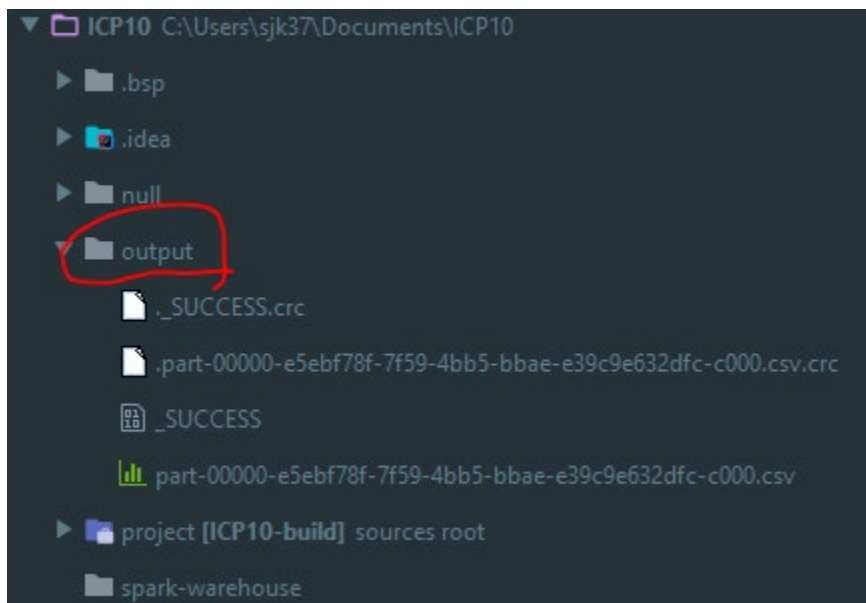 ICP10 C:\Users\sjk37\Documents\ICP10
.bsp
.idea
null
output
._SUCCESS.crc
.part-00000-e5ebf78f-7f59-4bb5-bbae-e39c9e632dfc-c000.csv.crc
_SUCCESS
part-00000-e5ebf78f-7f59-4bb5-bbae-e39c9e632dfc-c000.csv
project [ICP10-build] sources root
spark-warehouse